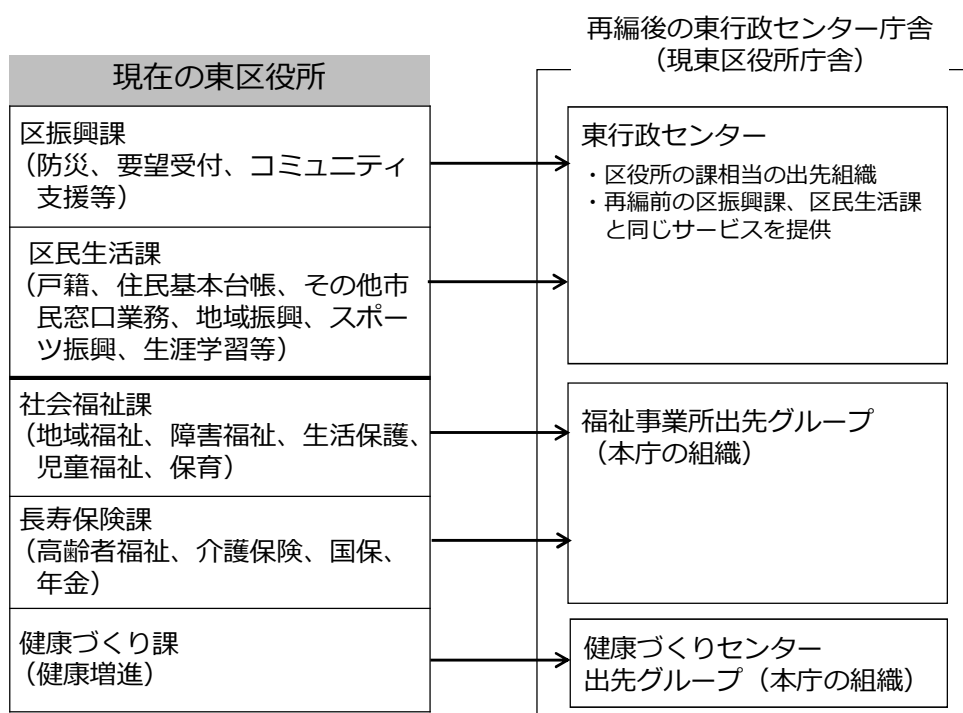 再編後の東行政センター庁舎
（現東区役所庁舎）
現在の東区役所
区振興課
（防災、要望受付、コミュニティ
支援等）
区民生活課
（戸籍、住民基本台帳、その他市
民窓口業務、地域振興、スポー
ツ振興、生涯学習等）
社会福祉課
（地域福祉、障害福祉、生活保護、
児童福祉、保育）
長寿保険課
（高齢者福祉、介護保険、国保、
年金）
健康づくり課
（健康増進）
東行政センター
・区役所の課相当の出先組織
・再編前の区振興課、区民生活課
と同じサービスを提供
福祉事業所出先グループ
（本庁の組織）
健康づくりセンター
出先グループ（本庁の組織）